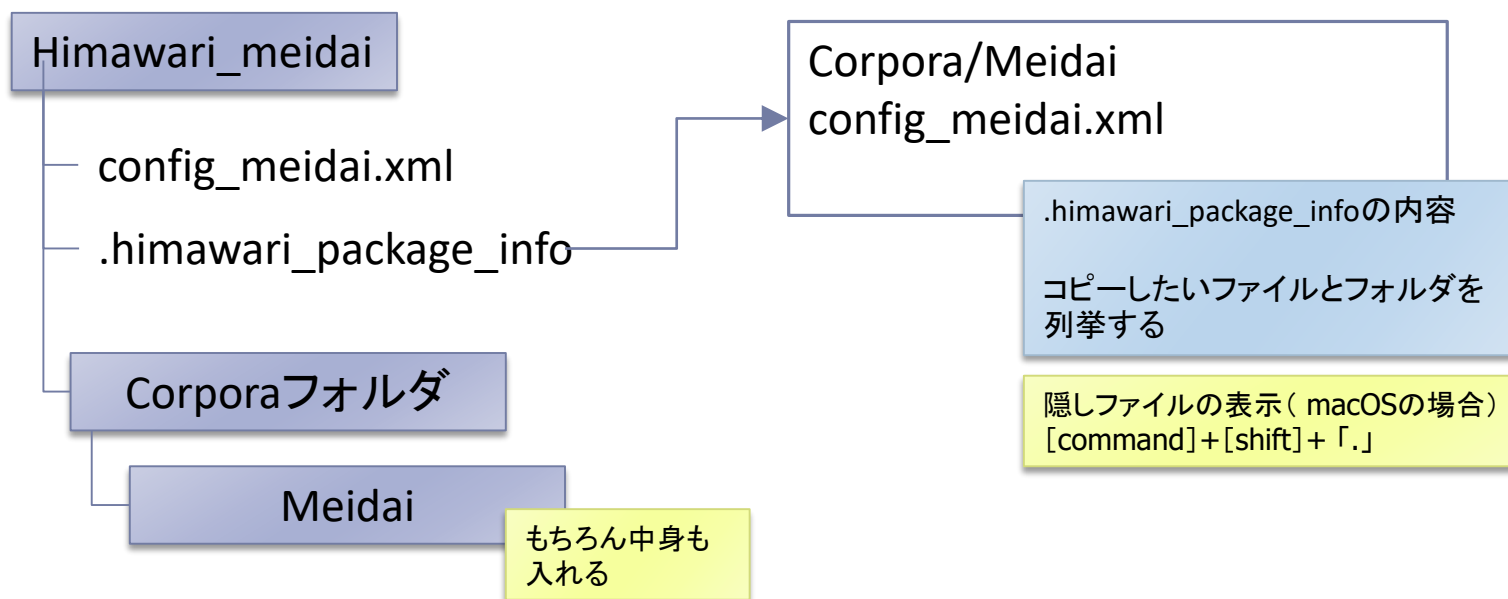 Himawari_meidai
config_meidai.xml
.himawari_package_info
Corporaフォルダ
Meidai
もちろん中身も
入れる
Corpora/Meidai
config_meidai.xml
.himawari_package_infoの内容
コピーしたいファイルとフォルダを
列挙する
隠しファイルの表示( macOSの場合)
[command]+[shift]+「.」